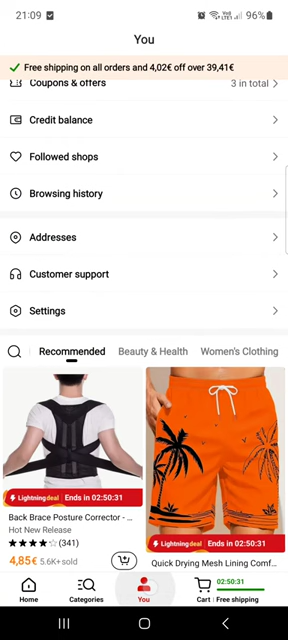 21:09
96%
You
Free shipping on all orders and 4,02€ off over 39,41€
Coupons & offers
3 in total
Credit balance
Followed shops
Browsing history
Addresses
Customer support
Settings
Recommended
Beauty & Health
Women's Clothing
Lightning deal
Ends in 02:50:31
Lightning deal
Ends in 02:50:31
Back Brace Posture Corrector - ...
Hot New Release
(341)
4,85€ 5.6K+sold
Quick Drying Mesh Lining Comf...
Home
Categories
You
02:50:31
Cart
Free shipping